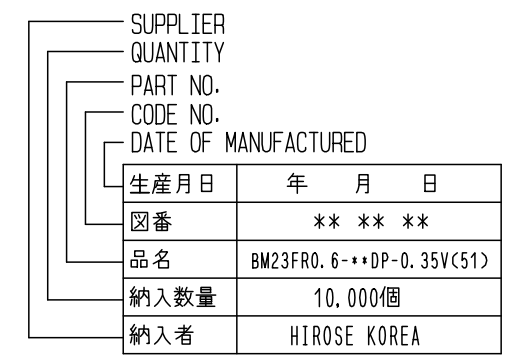 SUPPLIER
QUANTITY
PART NO.
CODE NO.
DATE OF MANUFACTURED
生産月日 年 月 日
図番 ** ** **
品名 BM23FR0.6-**DP-0.35V(51)
納入数量 10,000個
納入者 HIROSE KOREA